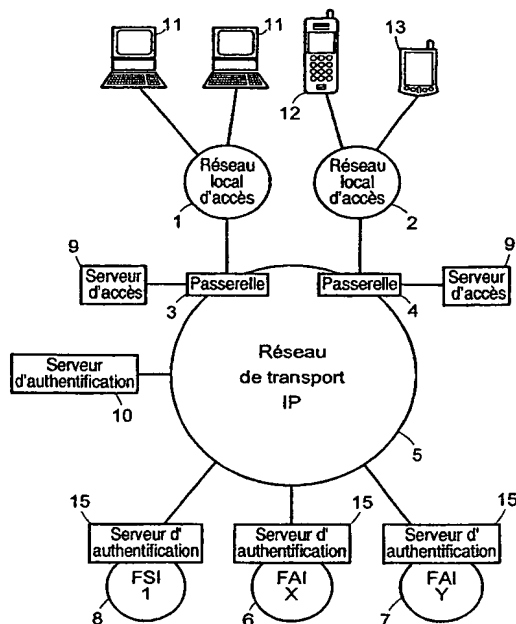 11
11
12
13
Réseau
local
d'accès
1
Réseau
local
d'accès
2
9
Serveur
d'accès
Passerelle
3
Passerelle
4
9
Serveur
d'accès
Serveur
d'authentification
10
Réseau
de transport
IP
5
15
Serveur d'
authentification
FSI
1
8
15
Serveur d'
authentification
FAI
X
6
15
Serveur d'
authentification
FAI
Y
7